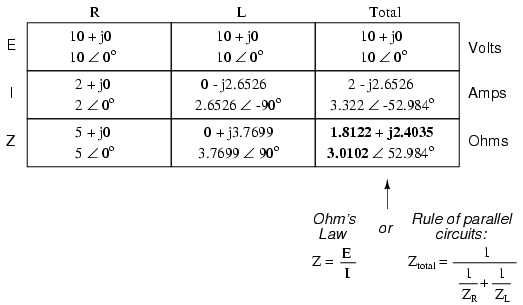 R L Total
E 10 + j0 10 + j0 10 + j0 Volts
10 ∠ 0° 10 ∠ 0° 10 ∠ 0°
I 2 + j0 0 - j2.6526 2 - j2.6526 Amps
2 ∠ 0° 2.6526 ∠ -90° 3.322 ∠ -52.984°
Z 5 + j0 0 + j3.7699 1.8122 + j2.4035 Ohms
5 ∠ 0° 3.7699 ∠ 90° 3.0102 ∠ 52.984°
Ohm's Law
or
Rule of parallel circuits:
Z = E / I
Z_total = 1 / (1/Z_R + 1/Z_L)